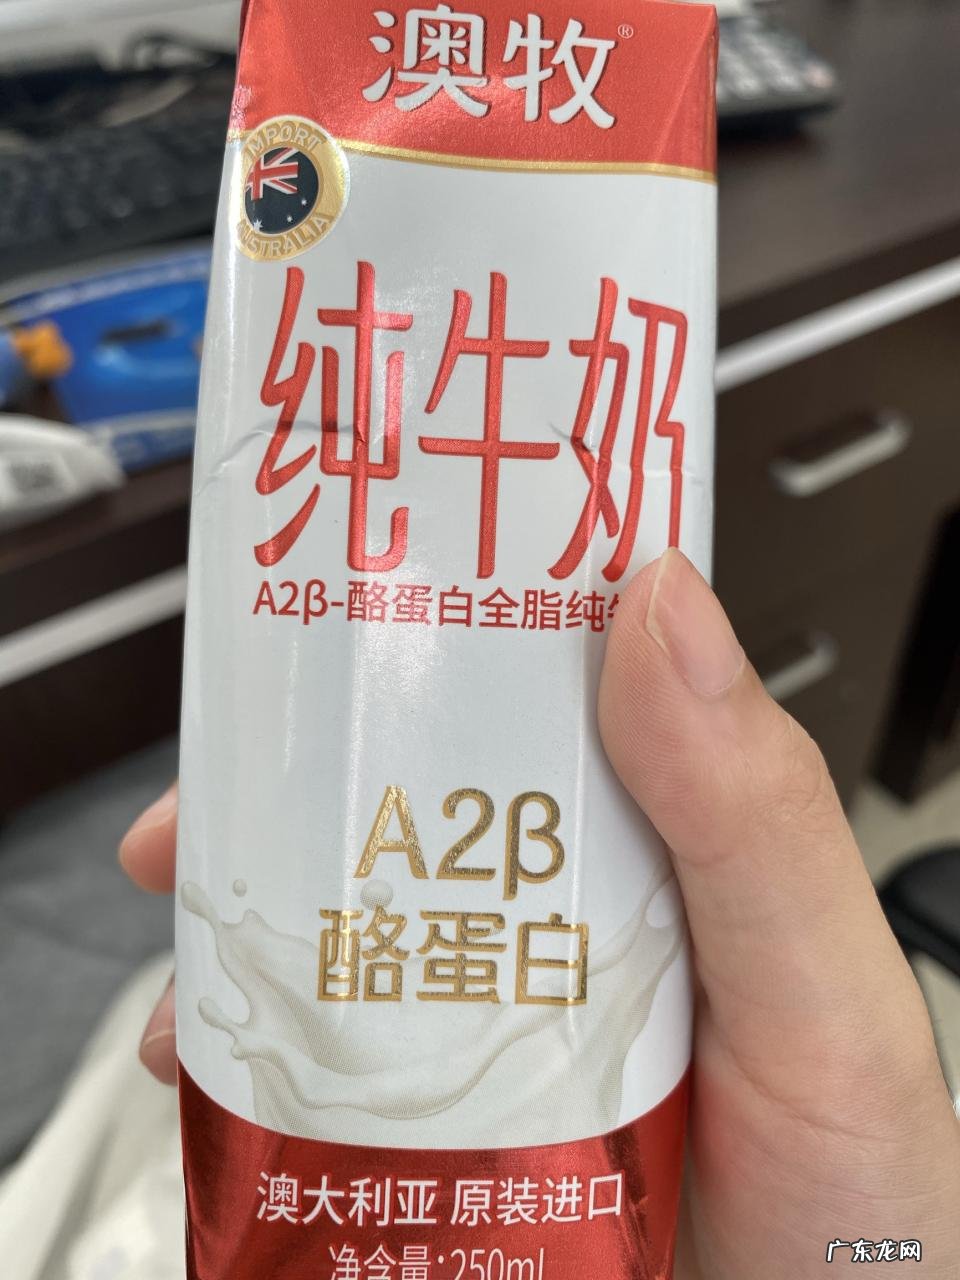 澳牧®
IMPORT
AUSTRALIA
纯牛奶
A2β-酪蛋白全脂纯牛
A2β
酪蛋白
澳大利亚 原装进口
净含量:250ml
广东龙网